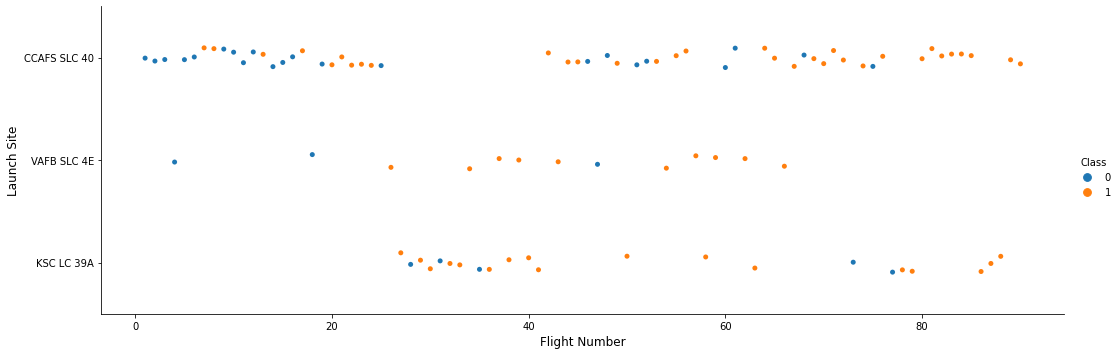 CCAFS SLC 40
VAFB SLC 4E
KSC LC 39A
Launch Site
0 20 40 60 80
Flight Number
Class
0
1